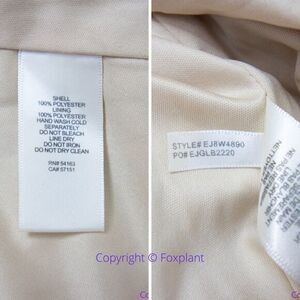 SHELL
100% POLYESTER
LINING
100% POLYESTER
HAND WASH COLD
SEPARATELY
DO NOT BLEACH
LINE DRY
DO NOT IRON
DO NOT DRY CLEAN
RN# 54163
CA# 57151
STYLE# EJ8W4890
PO# EJGLB2220
Copyright © Foxplant